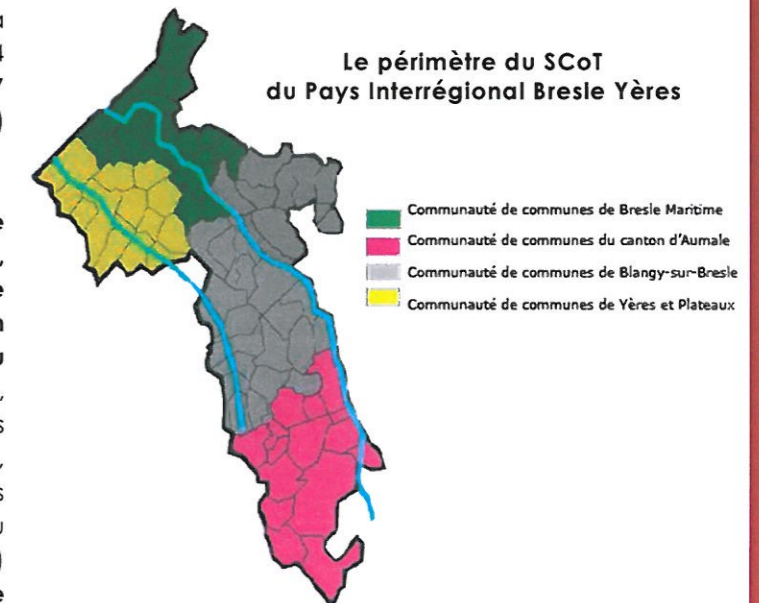 Le périmètre du SCoT
du Pays Interrégional Bresle Yères
Communauté de communes de Bresle Maritime
Communauté de communes du canton d'Aumale
Communauté de communes de Blangy-sur-Bresle
Communauté de communes de Yères et Plateaux